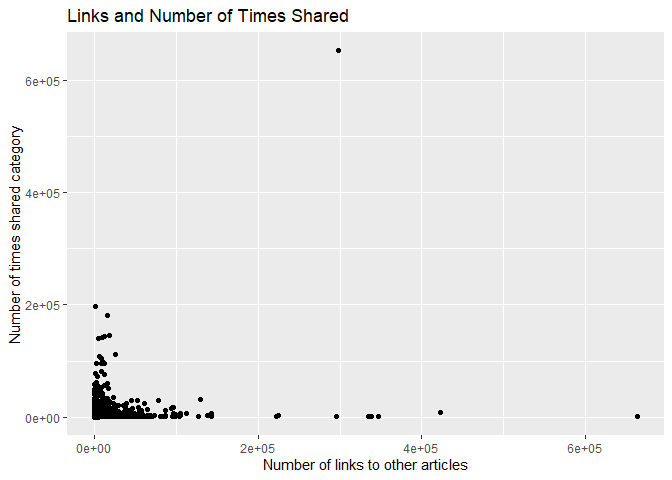 Links and Number of Times Shared
Number of times shared category
6e+05
4e+05
2e+05
0e+00
0e+00 2e+05 4e+05 6e+05
Number of links to other articles